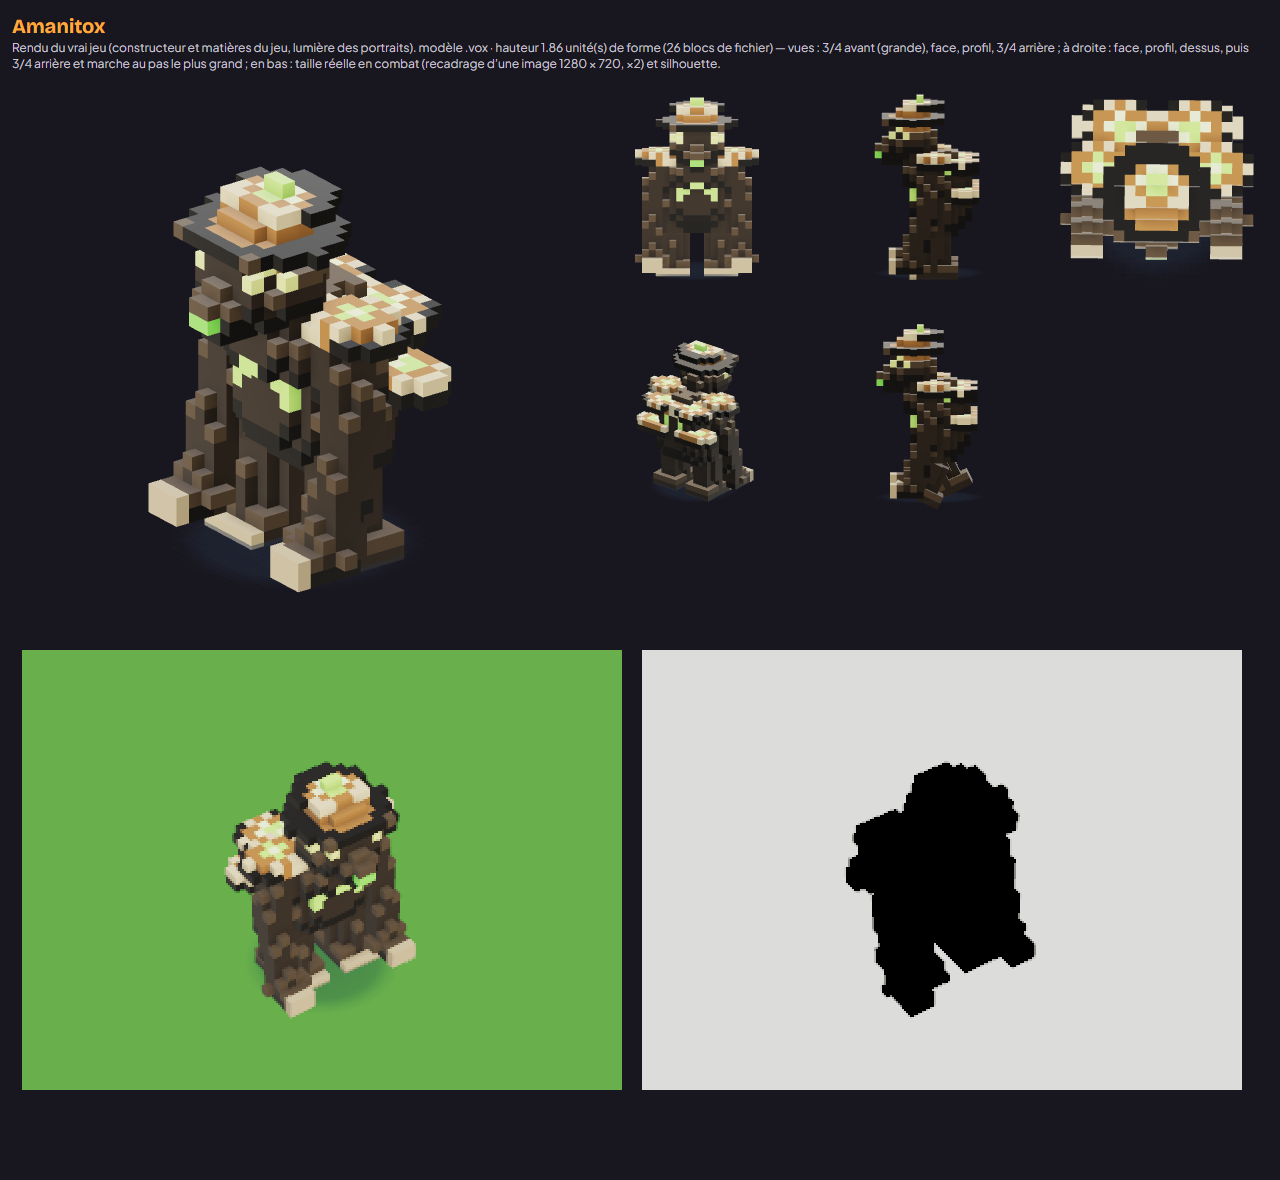 Amanitox
Rendu du vrai jeu (constructeur et matières du jeu, lumière des portraits). modèle .vox · hauteur 1.86 unité(s) de forme (26 blocs de fichier) — vues : 3/4 avant (grande), face, profil, 3/4 arrière ; à droite : face, profil, dessus, puis
3/4 arrière et marche au pas le plus grand ; en bas : taille réelle en combat (recadrage d'une image 1280 × 720, ×2) et silhouette.